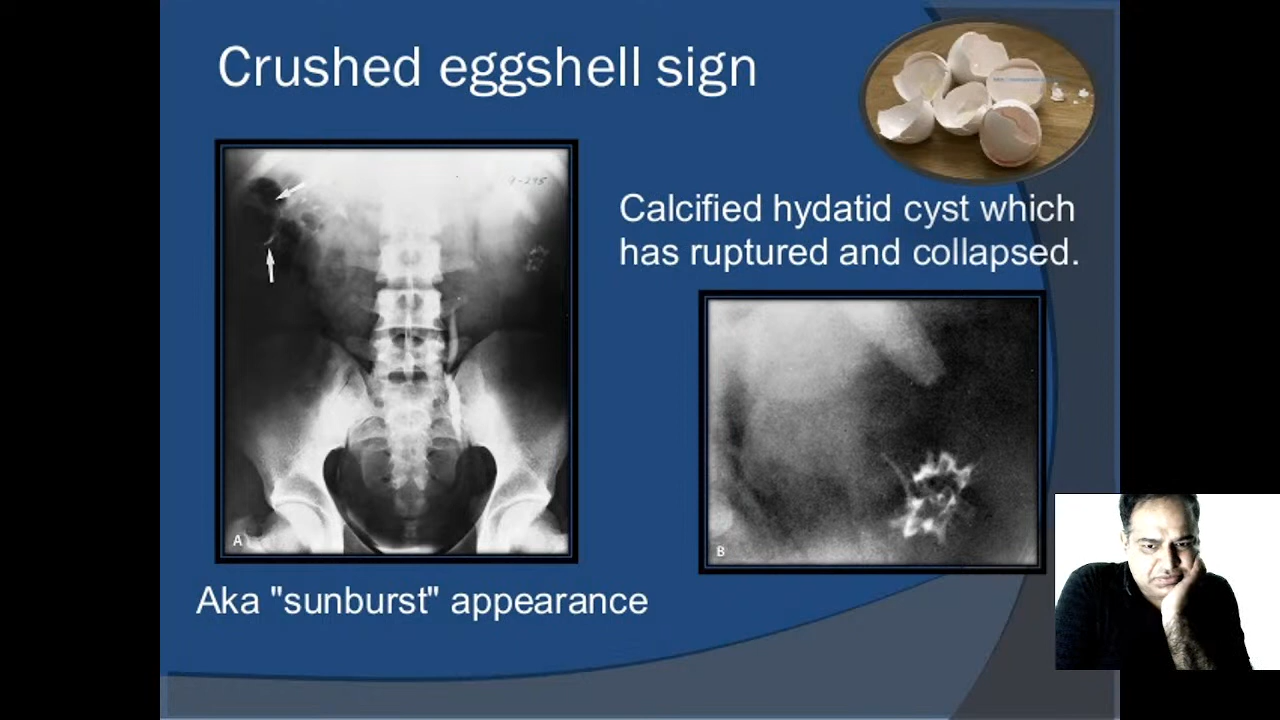 Crushed eggshell sign
Calcified hydatid cyst which
has ruptured and collapsed.
A
B
Aka "sunburst" appearance